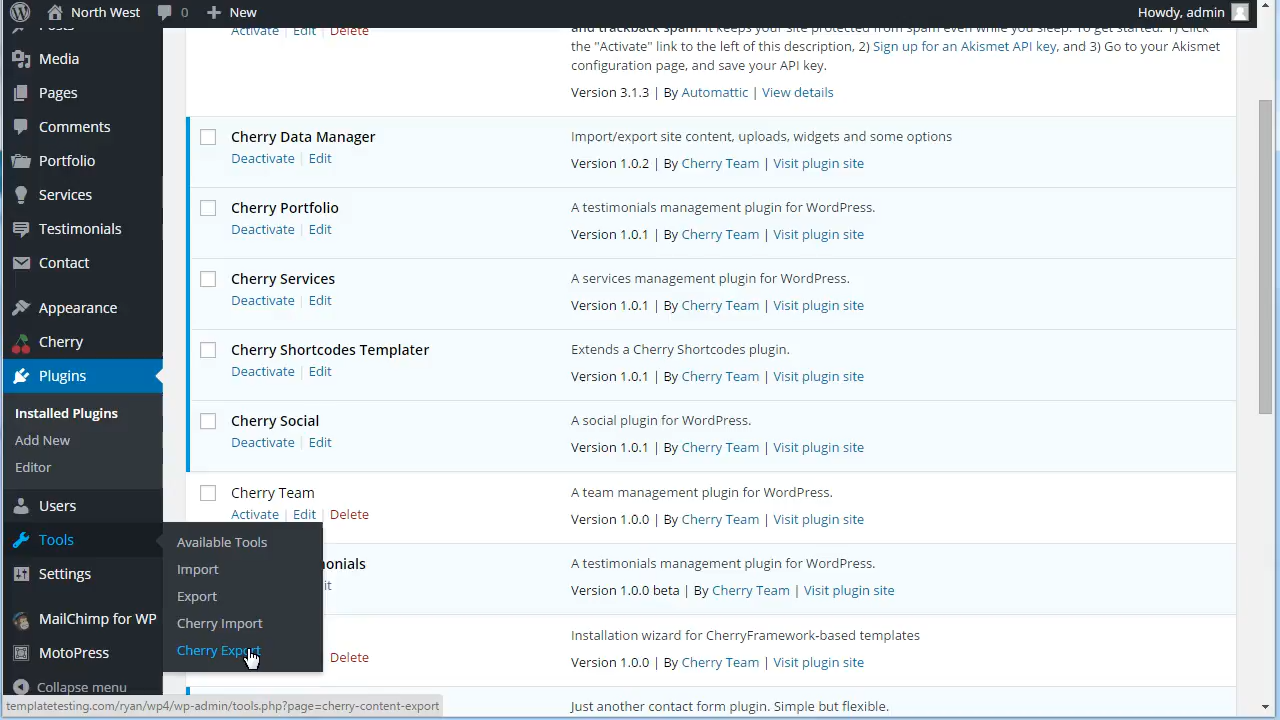 North West
0
New
Howdy, admin
Posts
Media
Pages
Comments
Portfolio
Services
Testimonials
Contact
Appearance
Cherry
Plugins
Installed Plugins
Add New
Editor
Users
Tools
Settings
MailChimp for WP
MotoPress
Collapse menu
Available Tools
Import
Export
Cherry Import
Cherry Export
Activate | Edit | Delete
and trackback spam. It keeps your site protected from spam even while you sleep. To get started: 1) Click
the "Activate" link to the left of this description, 2) Sign up for an Akismet API key, and 3) Go to your Akismet
configuration page, and save your API key.
Version 3.1.3 | By Automattic | View details
Cherry Data Manager
Deactivate | Edit
Import/export site content, uploads, widgets and some options
Version 1.0.2 | By Cherry Team | Visit plugin site
Cherry Portfolio
Deactivate | Edit
A testimonials management plugin for WordPress.
Version 1.0.1 | By Cherry Team | Visit plugin site
Cherry Services
Deactivate | Edit
A services management plugin for WordPress.
Version 1.0.1 | By Cherry Team | Visit plugin site
Cherry Shortcodes Templater
Deactivate | Edit
Extends a Cherry Shortcodes plugin.
Version 1.0.1 | By Cherry Team | Visit plugin site
Cherry Social
Deactivate | Edit
A social plugin for WordPress.
Version 1.0.1 | By Cherry Team | Visit plugin site
Cherry Team
Activate | Edit | Delete
A team management plugin for WordPress.
Version 1.0.0 | By Cherry Team | Visit plugin site
monials
it
A testimonials management plugin for WordPress.
Version 1.0.0 beta | By Cherry Team | Visit plugin site
Delete
Installation wizard for CherryFramework-based templates
Version 1.0.0 | By Cherry Team | Visit plugin site
Just another contact form plugin. Simple but flexible.
templatetesting.com/ryan/wp4/wp-admin/tools.php?page=cherry-content-export